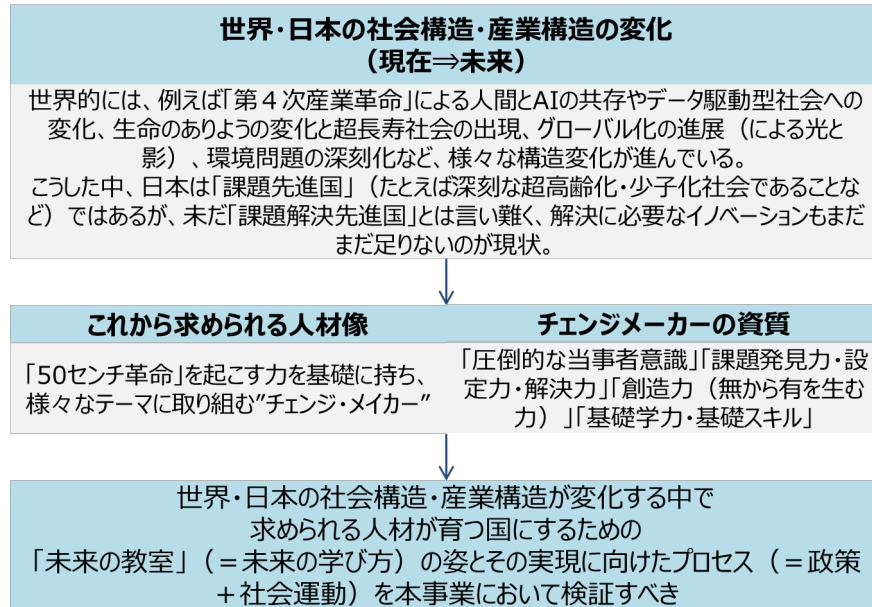 世界・日本の社会構造・産業構造の変化
（現在⇒未来）
世界的には、例えば「第４次産業革命」による人間とAIの共存やデータ駆動型社会への
変化、生命のありようの変化と超長寿社会の出現、グローバル化の進展（による光と
影）、環境問題の深刻化など、様々な構造変化が進んでいる。
こうした中、日本は「課題先進国」（たとえば深刻な超高齢化・少子化社会であることな
ど）ではあるが、未だ「課題解決先進国」とは言い難く、解決に必要なイノベーションもまだ
まだ足りないのが現状。
これから求められる人材像
「50センチ革命」を起こす力を基礎に持ち、
様々なテーマに取り組む”チェンジ・メイカー”
チェンジメーカーの資質
「圧倒的な当事者意識」「課題発見力・設
定力・解決力」「創造力（無から有を生む
力）」「基礎学力・基礎スキル」
世界・日本の社会構造・産業構造が変化する中で
求められる人材が育つ国にするための
「未来の教室」（＝未来の学び方）の姿とその実現に向けたプロセス（＝政策
＋社会運動）を本事業において検証すべき